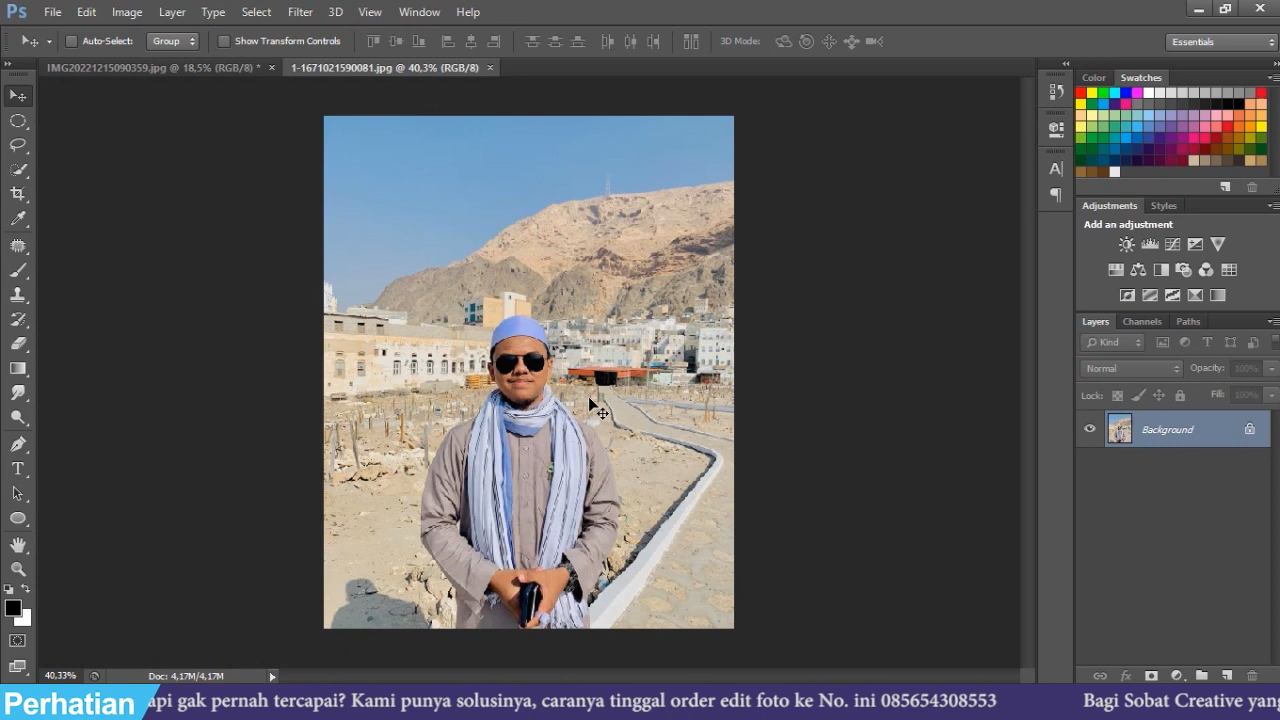 Ps File Edit Image Layer Type Select Filter 3D View Window Help
Auto-Select: Group Show Transform Controls 3D Mode: Essentials
IMG20221215090359.jpg @ 18,5% (RGB/8) * × 1-1671021590081.jpg @ 40,3% (RGB/8) ×
Color Swatches
Adjustments Styles
Add an adjustment
Layers Channels Paths
Kind
Normal Opacity: 100%
Lock: Fill: 100%
Background
40,33% Doc: 4,17M/4,17M
Perhatian api gak pernah tercapai? Kami punya solusinya, caranya tinggal order edit foto ke No. ini 085654308553 Bagi Sobat Creative yang